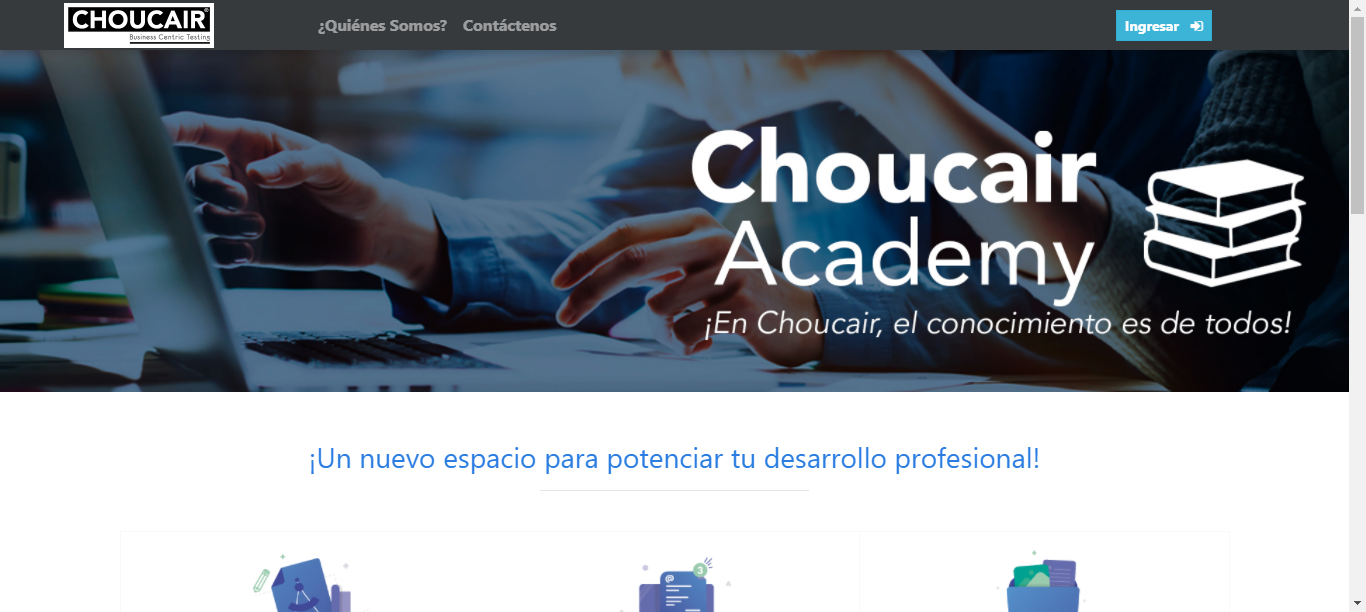 CHOUCAIR®
Business Centric Testing
¿Quiénes Somos? Contáctenos
Ingresar
Choucair
Academy
¡En Choucair, el conocimiento es de todos!
¡Un nuevo espacio para potenciar tu desarrollo profesional!
@
3